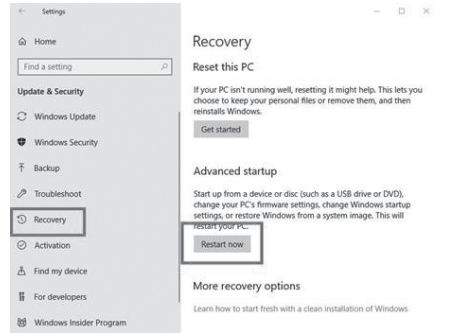 Settings
Home
Find a setting
Update & Security
Windows Update
Windows Security
Backup
Troubleshoot
Recovery
Activation
Find my device
For developers
Windows Insider Program
Recovery
Reset this PC
If your PC isn't running well, resetting it might help. This lets you
choose to keep your personal files or remove them, and then
reinstalls Windows.
Get started
Advanced startup
Start up from a device or disc (such as a USB drive or DVD),
change your PC's firmware settings, change Windows startup
settings, or restore Windows from a system image. This will
restart your PC.
Restart now
More recovery options
Learn how to start fresh with a clean installation of Windows